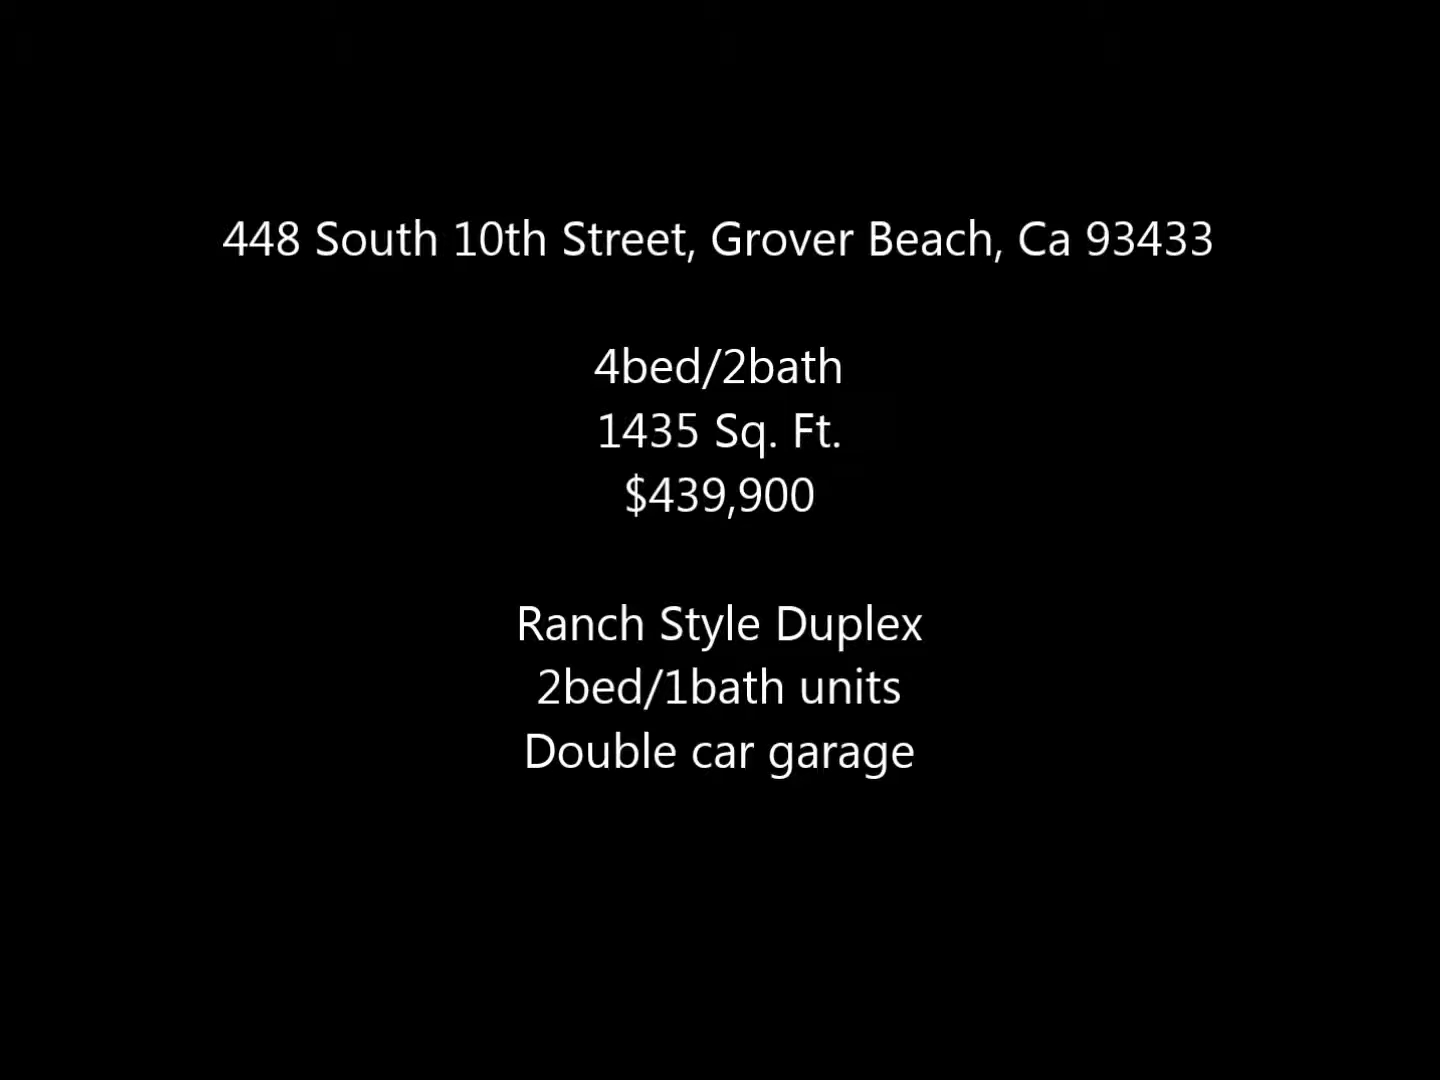 448 South 10th Street, Grover Beach, Ca 93433
4bed/2bath
1435 Sq. Ft.
$439,900
Ranch Style Duplex
2bed/1bath units
Double car garage